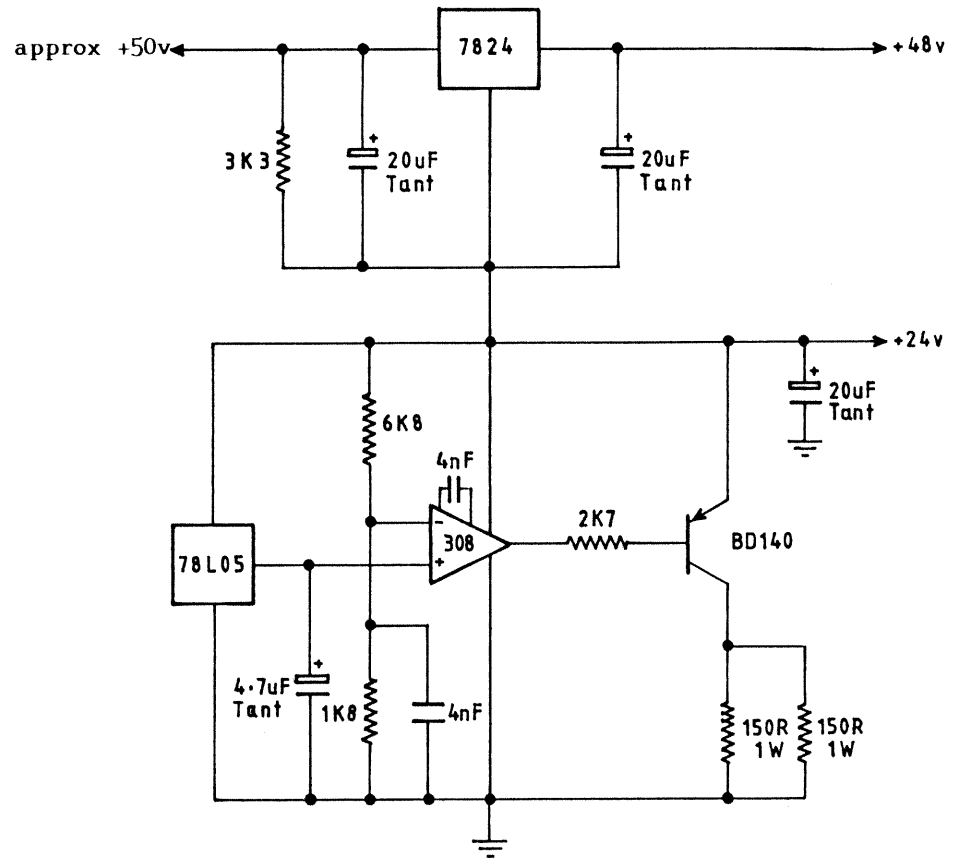 approx +50v
7824
+48v
3K3
+
20uF
Tant
+
20uF
Tant
+24v
+
20uF
Tant
6K8
4nF
-
308
+
2K7
BD140
78L05
+
4.7uF
Tant
1K8
4nF
150R
1W
150R
1W